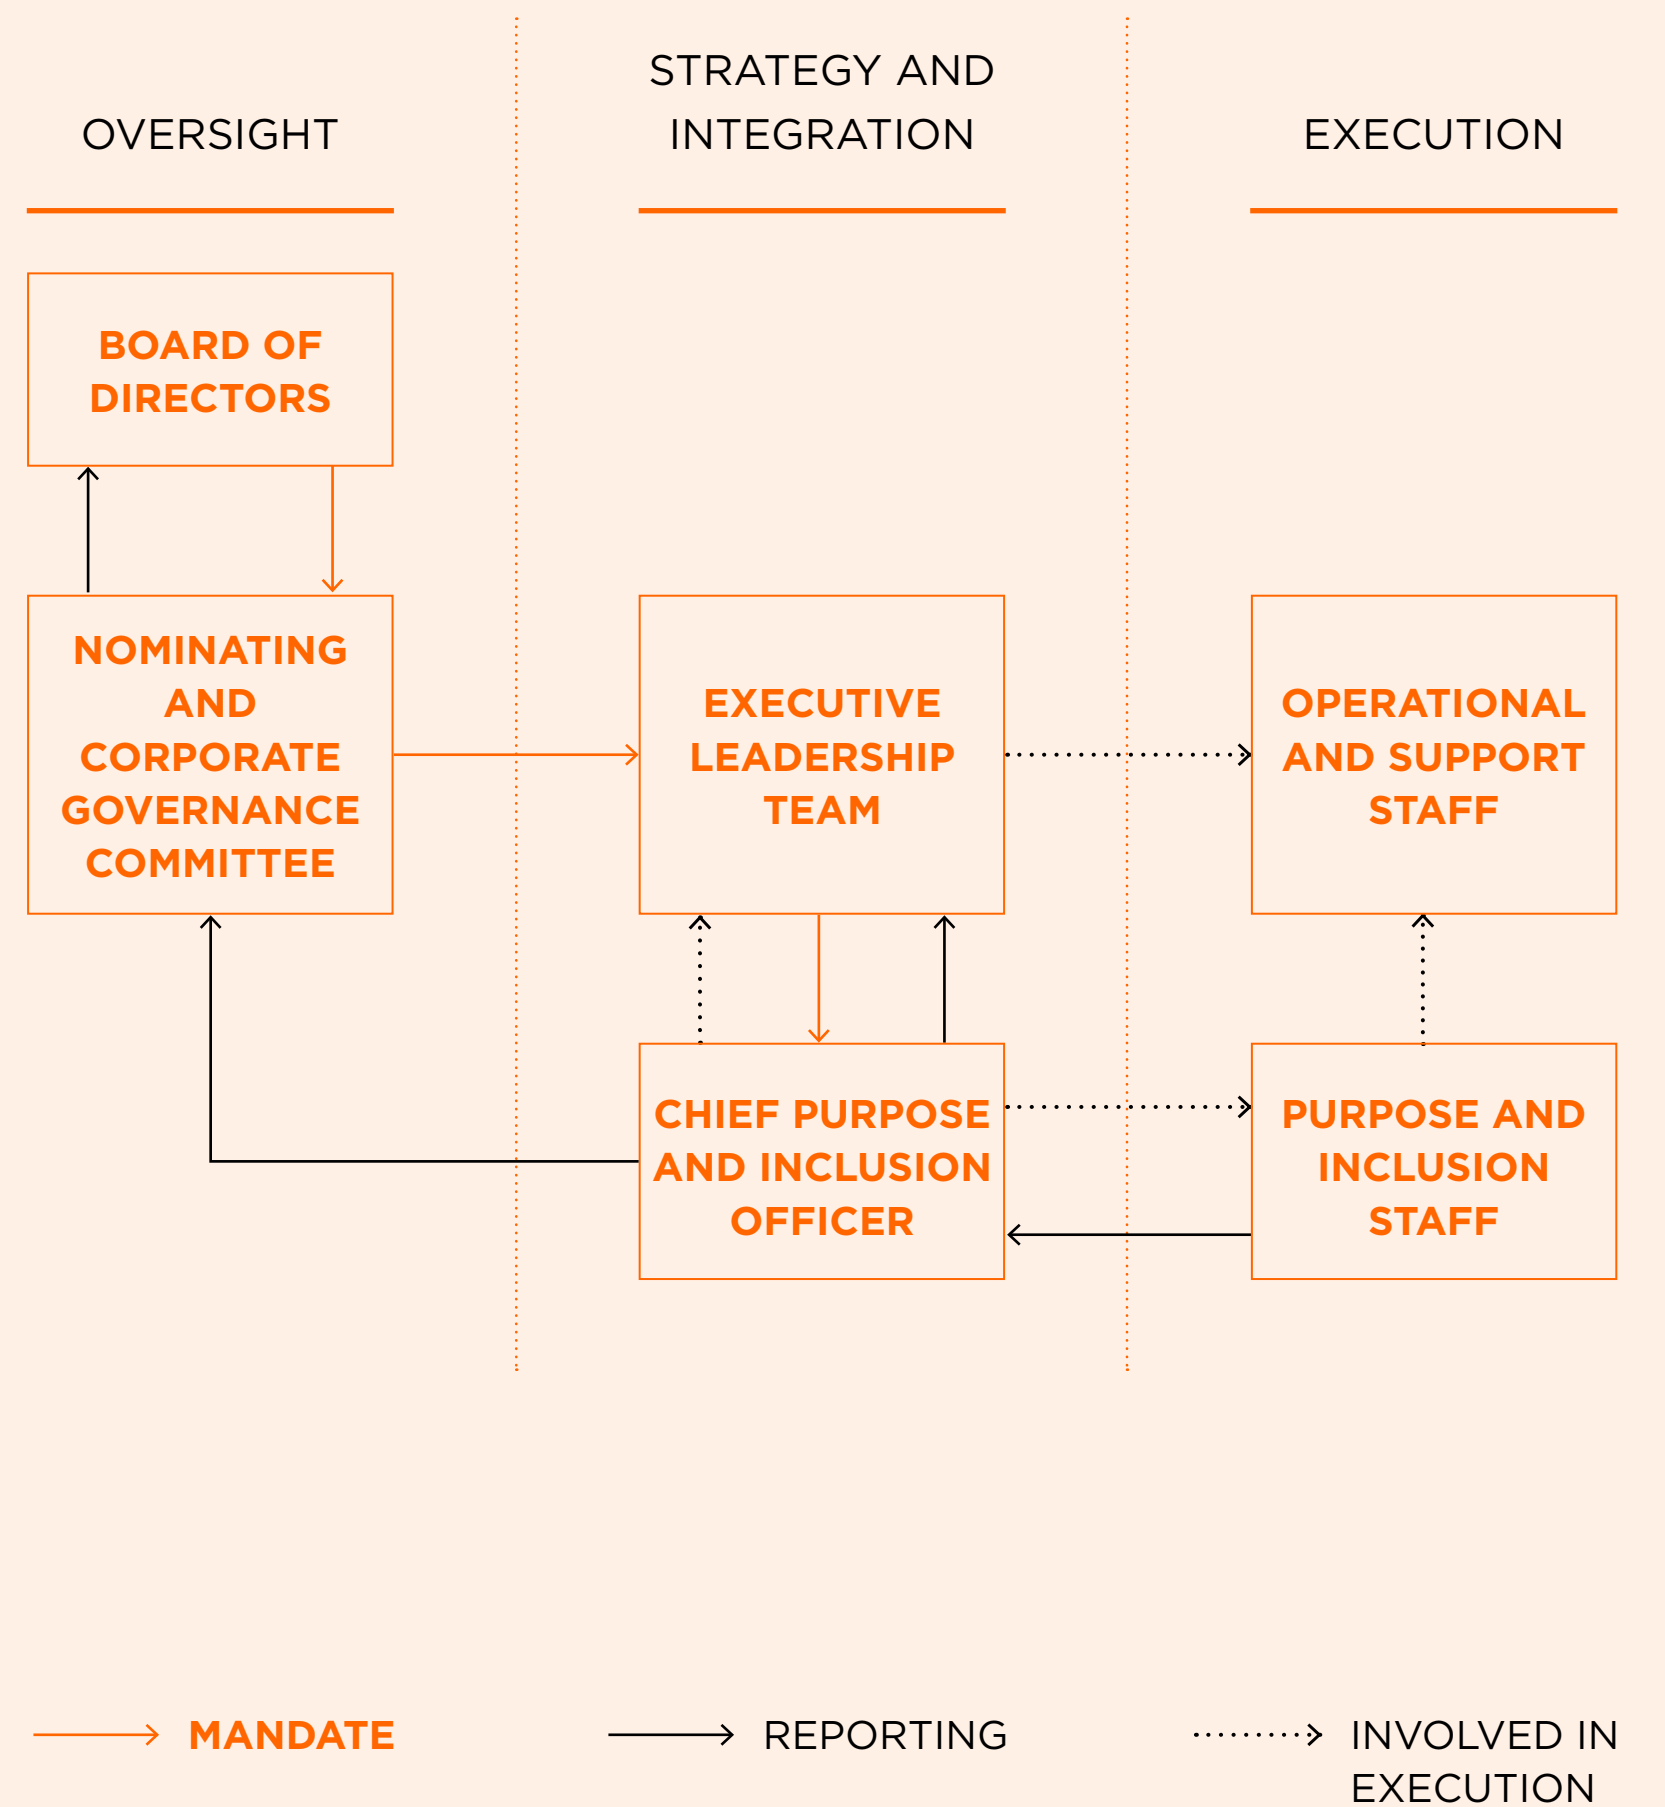 OVERSIGHT
STRATEGY AND
INTEGRATION
EXECUTION
BOARD OF
DIRECTORS
NOMINATING
AND
CORPORATE
GOVERNANCE
COMMITTEE
EXECUTIVE
LEADERSHIP
TEAM
OPERATIONAL
AND SUPPORT
STAFF
CHIEF PURPOSE
AND INCLUSION
OFFICER
PURPOSE AND
INCLUSION
STAFF
MANDATE
REPORTING
INVOLVED IN
EXECUTION